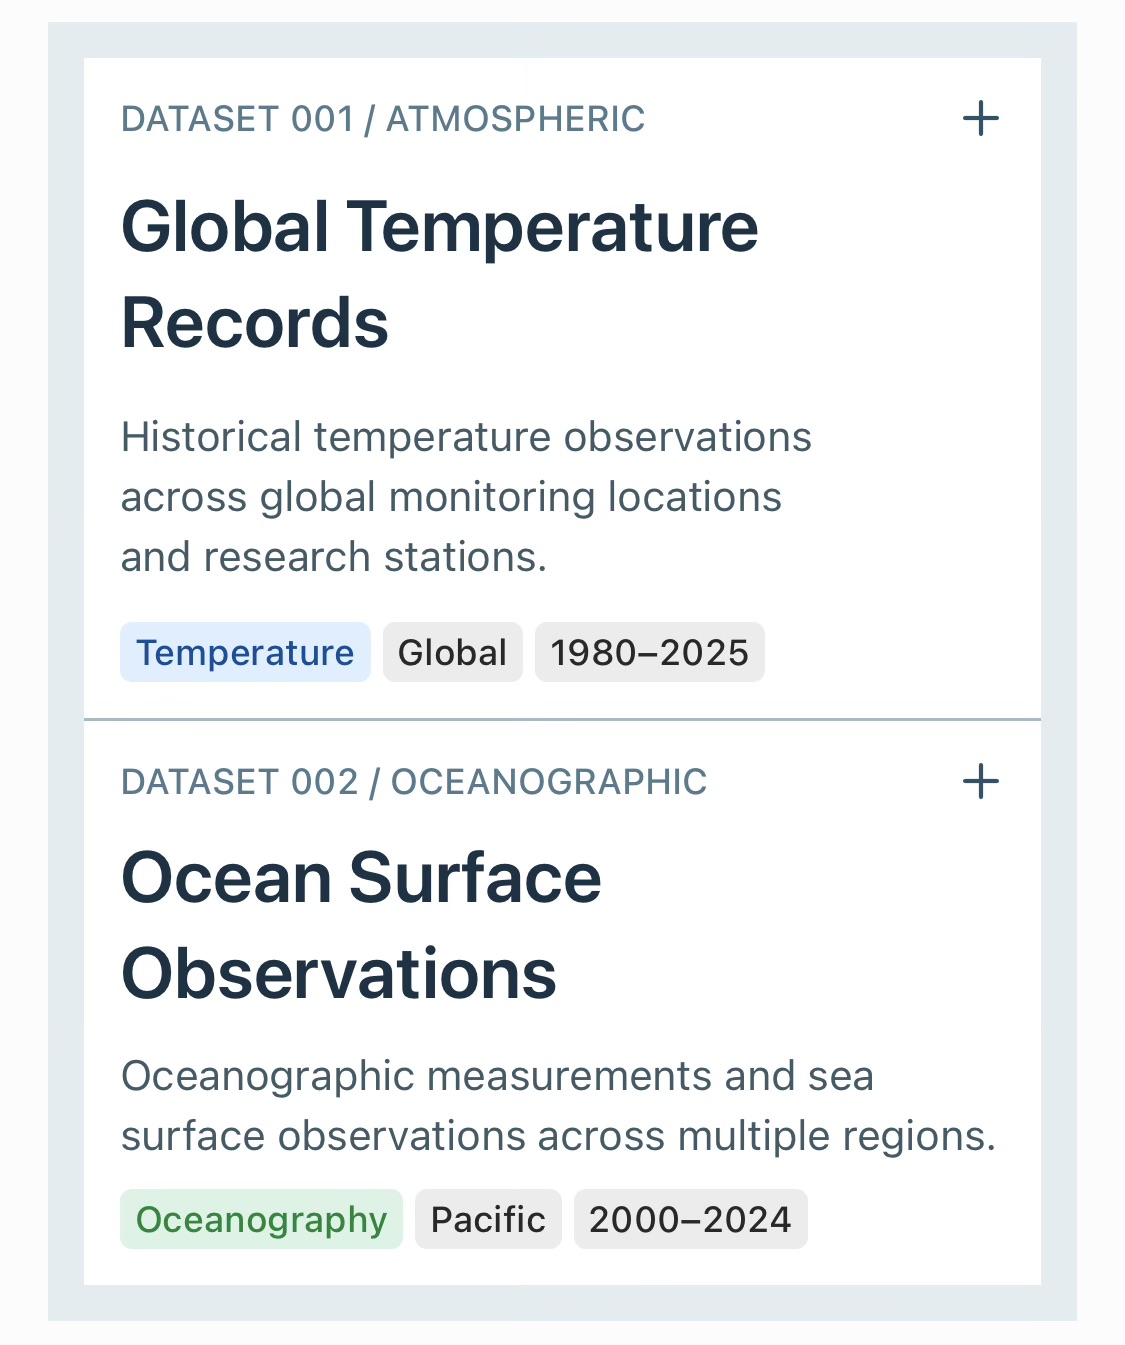 DATASET 001 / ATMOSPHERIC
Global Temperature
Records
Historical temperature observations
across global monitoring locations
and research stations.
Temperature Global 1980–2025
DATASET 002 / OCEANOGRAPHIC
Ocean Surface
Observations
Oceanographic measurements and sea
surface observations across multiple regions.
Oceanography Pacific 2000–2024